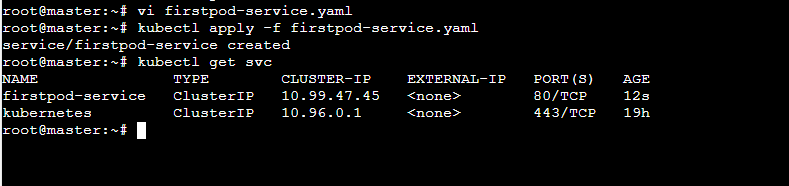 root@master:~# vi firstpod-service.yaml
root@master:~# kubectl apply -f firstpod-service.yaml
service/firstpod-service created
root@master:~# kubectl get svc
NAME               TYPE        CLUSTER-IP    EXTERNAL-IP   PORT(S)   AGE
firstpod-service   ClusterIP   10.99.47.45   <none>        80/TCP    12s
kubernetes         ClusterIP   10.96.0.1     <none>        443/TCP   19h
root@master:~#